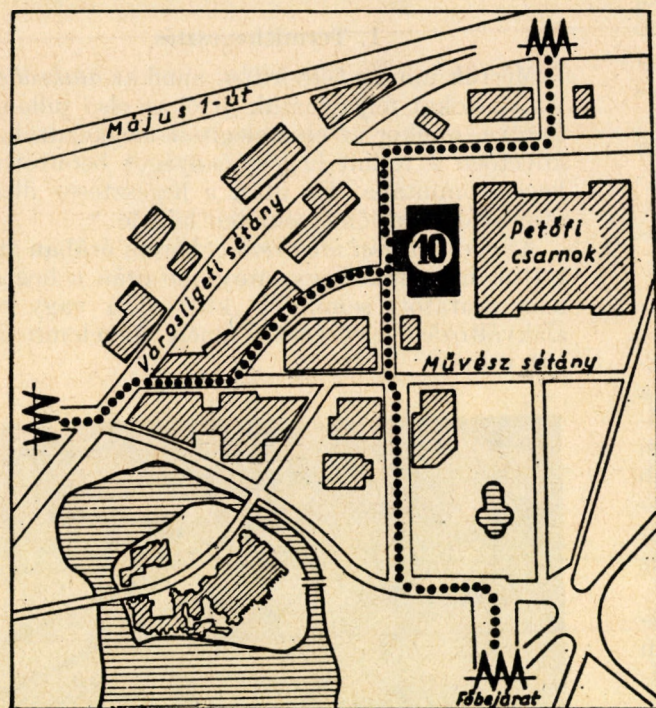 Május 1-út
Városligeti sétány
10
Petőfi
csarnok
Művész sétány
Főbejárat